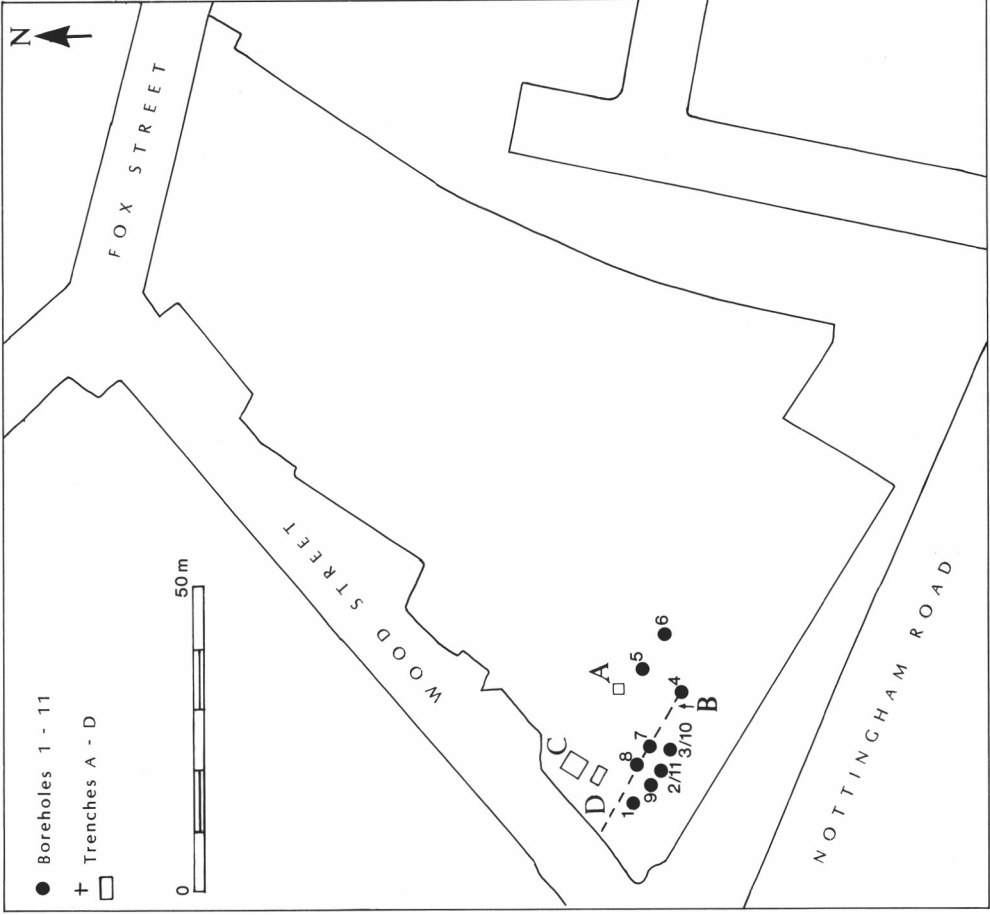 N
FOX STREET
WOOD STREET
NOTTINGHAM ROAD
50m
0
Boreholes 1 - 11
Trenches A - D
A
B
C
D
1
9
8
7
2/11
3/10
4
5
6